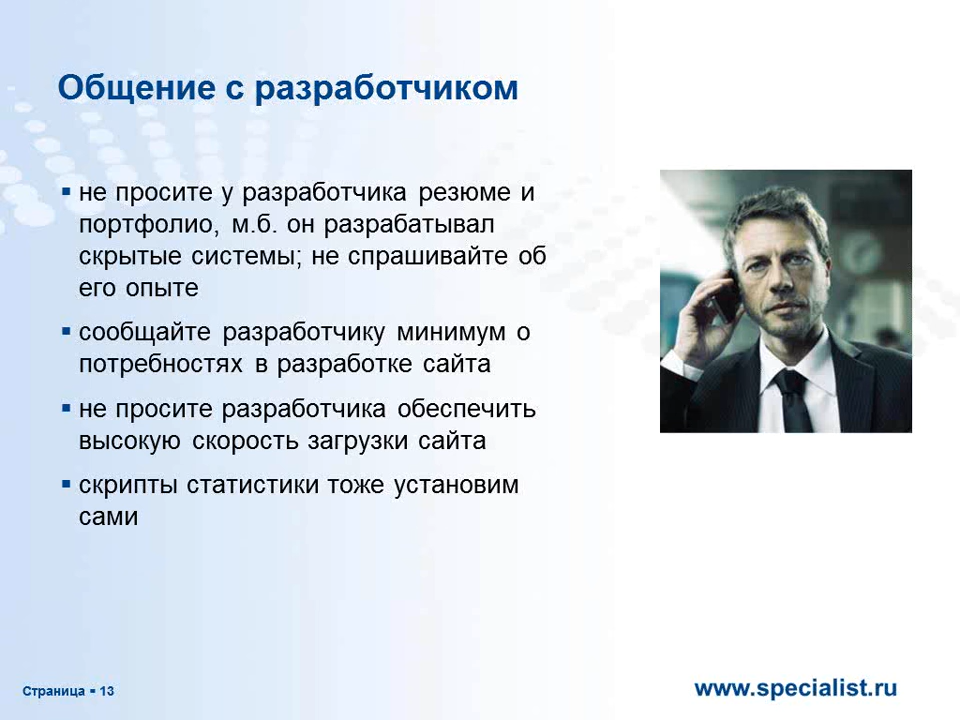 Общение с разработчиком
▪ не просите у разработчика резюме и
портфолио, м.б. он разрабатывал
скрытые системы; не спрашивайте об
его опыте
▪ сообщайте разработчику минимум о
потребностях в разработке сайта
▪ не просите разработчика обеспечить
высокую скорость загрузки сайта
▪ скрипты статистики тоже установим
сами
Страница ▪ 13
www.specialist.ru